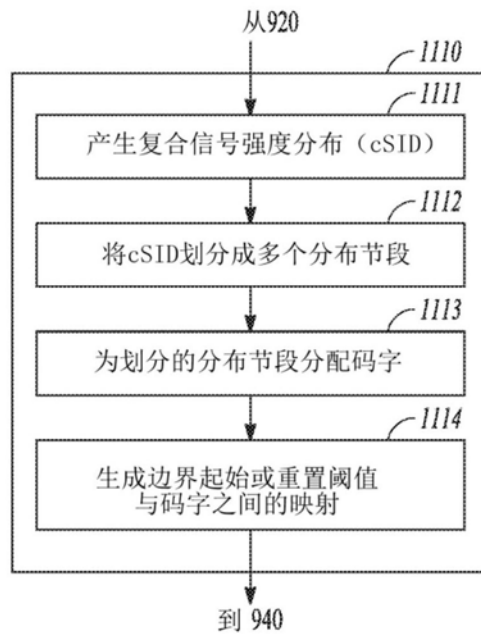 从920
1110
1111
产生复合信号强度分布（cSID）
1112
将cSID划分成多个分布节段
1113
为划分的分布节段分配码字
1114
生成边界起始或重置阈值
与码字之间的映射
到 940